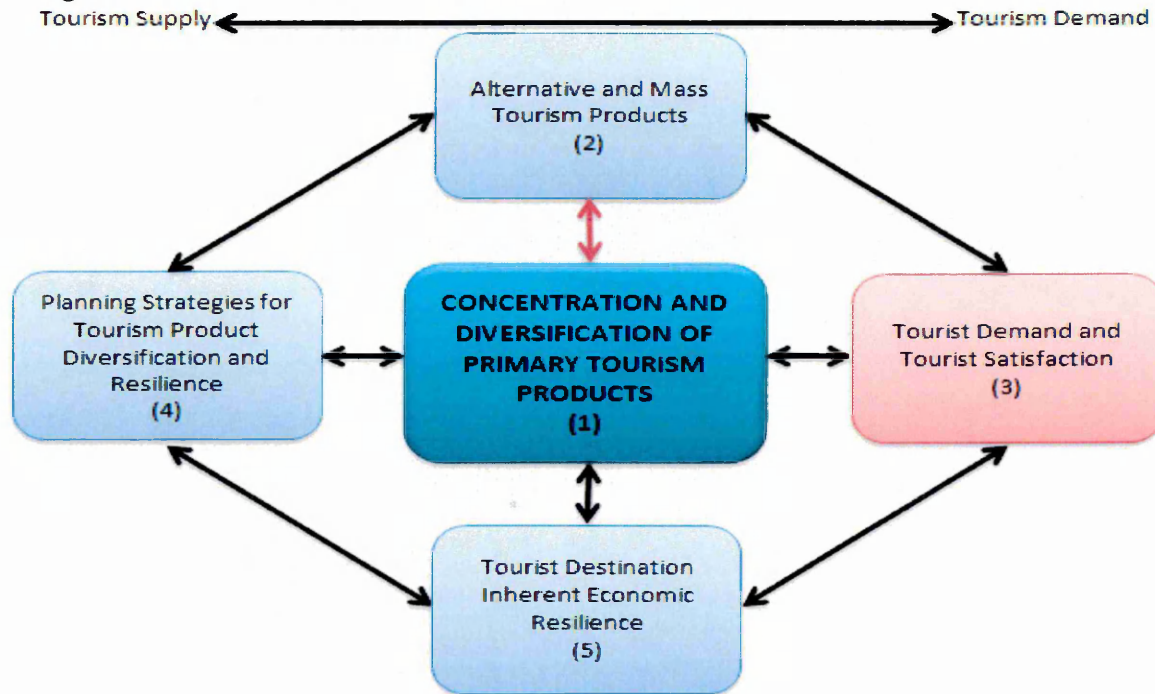 Tourism Supply
Tourism Demand
Alternative and Mass
Tourism Products
(2)
Planning Strategies for
Tourism Product
Diversification and
Resilience
(4)
CONCENTRATION AND
DIVERSIFICATION OF
PRIMARY TOURISM
PRODUCTS
(1)
Tourist Demand and
Tourist Satisfaction
(3)
Tourist Destination
Inherent Economic
Resilience
(5)